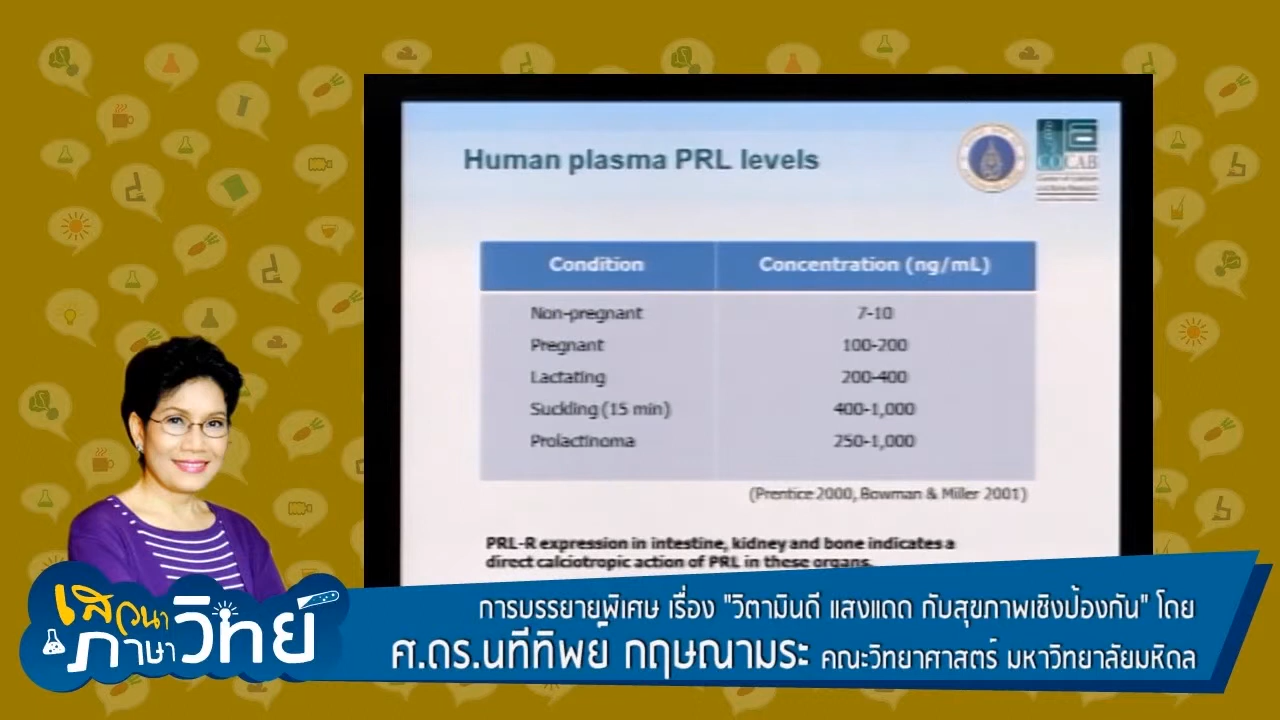 Human plasma PRL levels
COCAB
Condition Concentration (ng/mL)
Non-pregnant 7-10
Pregnant 100-200
Lactating 200-400
Suckling (15 min) 400-1,000
Prolactinoma 250-1,000
(Prentice 2000, Bowman & Miller 2001)
PRL-R expression in intestine, kidney and bone indicates a
direct calciotropic action of PRL in these organs.
เสวนา
ภาษาวิทย์
การบรรยายพิเศษ เรื่อง "วิตามินดี แสงแดด กับสุขภาพเชิงป้องกัน" โดย
ศ.ดร.นทีทิพย์ กฤษณามระ คณะวิทยาศาสตร์ มหาวิทยาลัยมหิดล